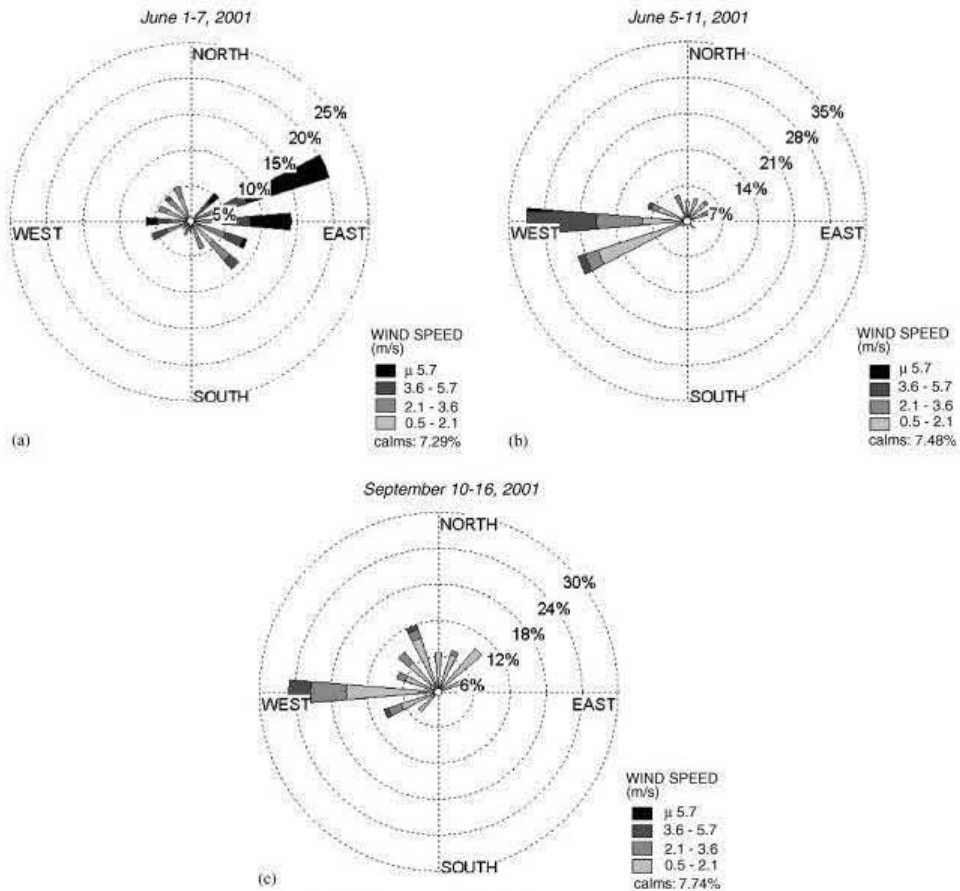 June 1-7, 2001
NORTH
25%
20%
15%
10%
5%
WEST
EAST
SOUTH
WIND SPEED
(m/s)
μ 5.7
3.6 - 5.7
2.1 - 3.6
0.5 - 2.1
calms: 7.29%
(a)
June 5-11, 2001
NORTH
35%
28%
21%
14%
7%
WEST
EAST
SOUTH
WIND SPEED
(m/s)
μ 5.7
3.6 - 5.7
2.1 - 3.6
0.5 - 2.1
calms: 7.48%
(b)
September 10-16, 2001
NORTH
30%
24%
18%
12%
6%
WEST
EAST
SOUTH
WIND SPEED
(m/s)
μ 5.7
3.6 - 5.7
2.1 - 3.6
0.5 - 2.1
calms: 7.74%
(c)